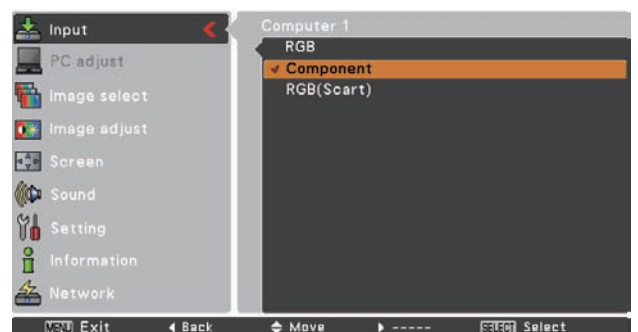 Input
PC adjust
Image select
Image adjust
Screen
Sound
Setting
Information
Network
Computer 1
RGB
Component
RGB(Scart)
MENU Exit Back Move ----- SELECT Select